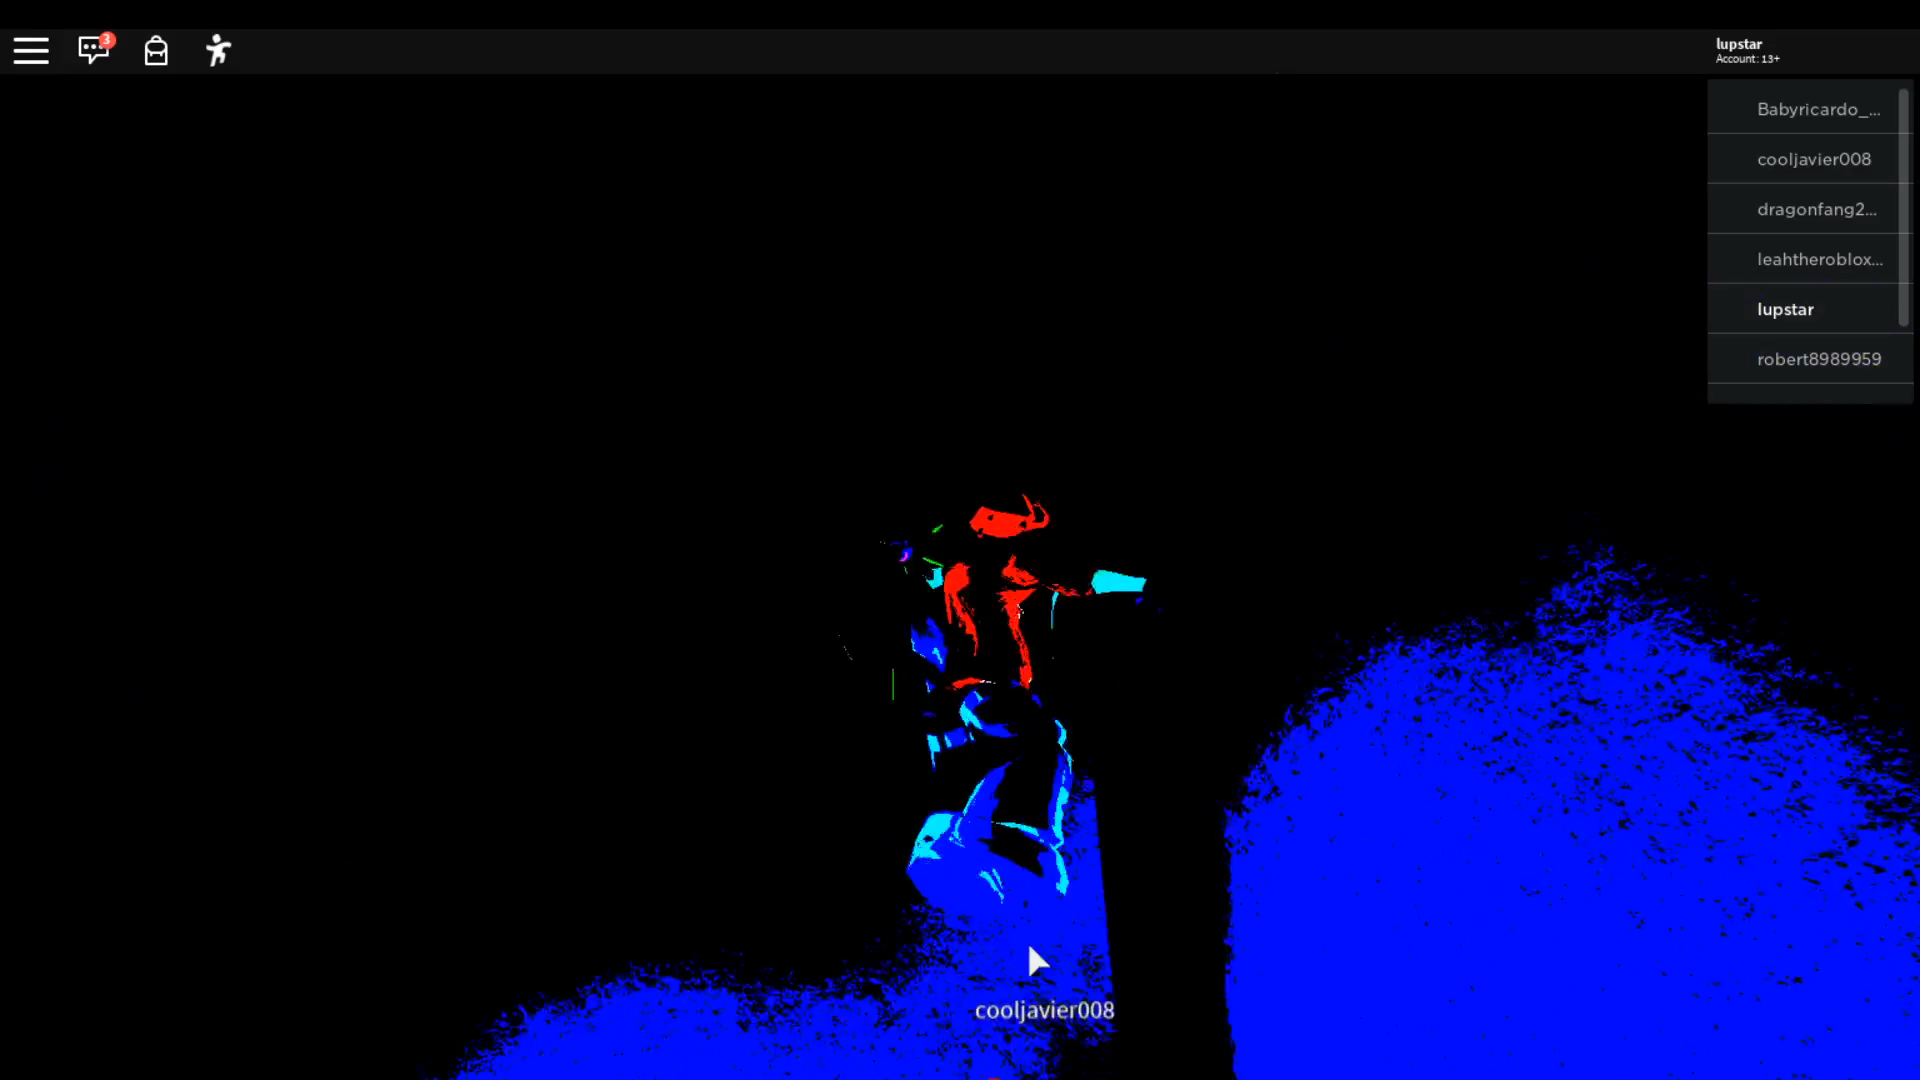 3
lupstar
Account: 13+
Babyricardo_...
cooljavier008
dragonfang2...
leahtheroblox...
lupstar
robert8989959
cooljavier008